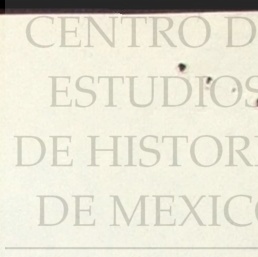 CENTRO D
ESTUDIOS
DE HISTORI
DE MEXICO